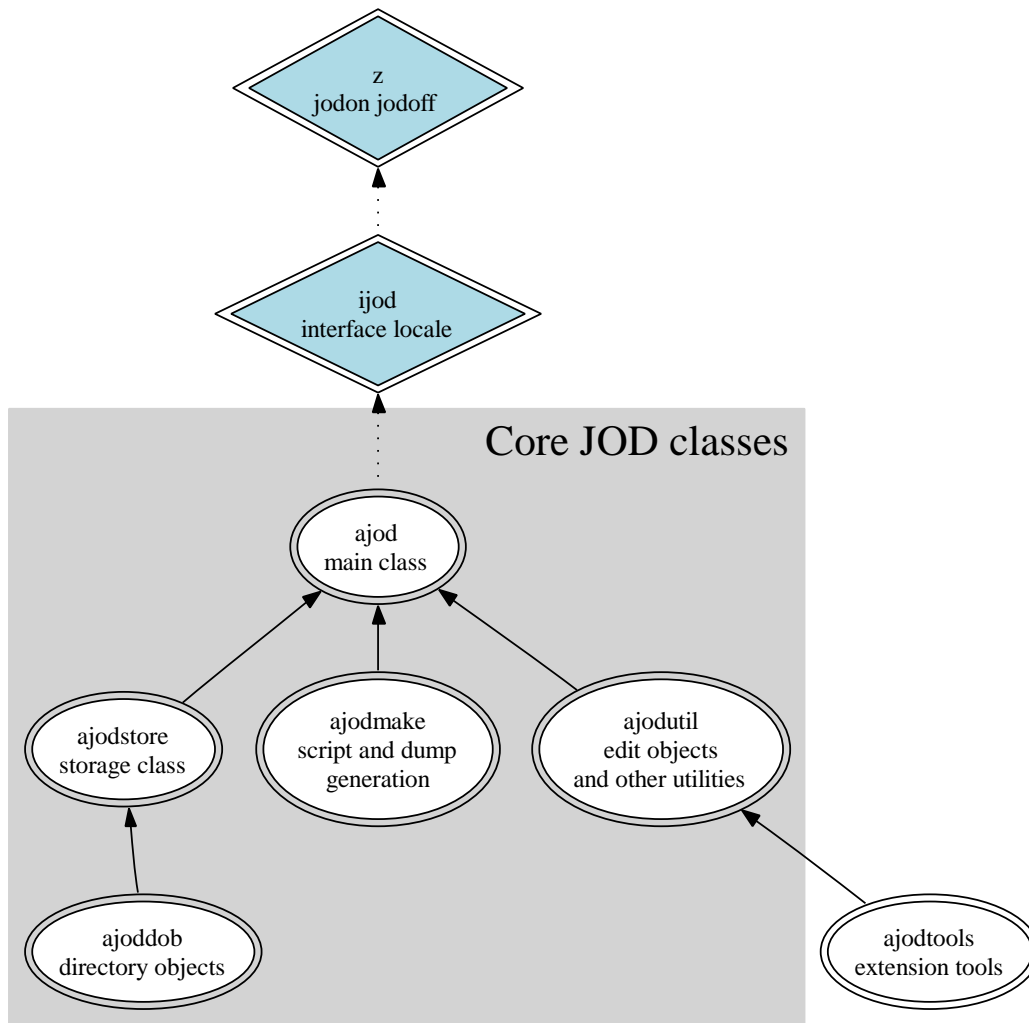 z
jodon jodoff
ijod
interface locale
Core JOD classes
ajod
main class
ajodstore
storage class
ajodmake
script and dump
generation
ajodutil
edit objects
and other utilities
ajoddob
directory objects
ajodtools
extension tools